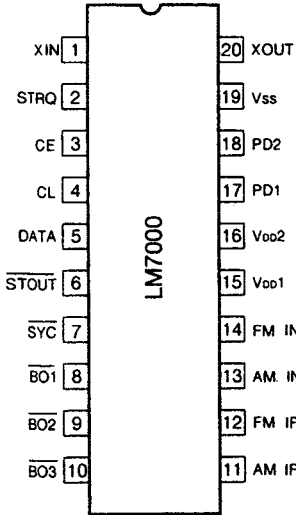 XIN 1 20 XOUT
STRQ 2 19 Vss
CE 3 18 PD2
CL 4 17 PD1
DATA 5 16 VDD2
STOUT 6 15 VDD1
SYC 7 14 FM IN
BO1 8 13 AM IN
BO2 9 12 FM IF
BO3 10 11 AM IF
LM7000